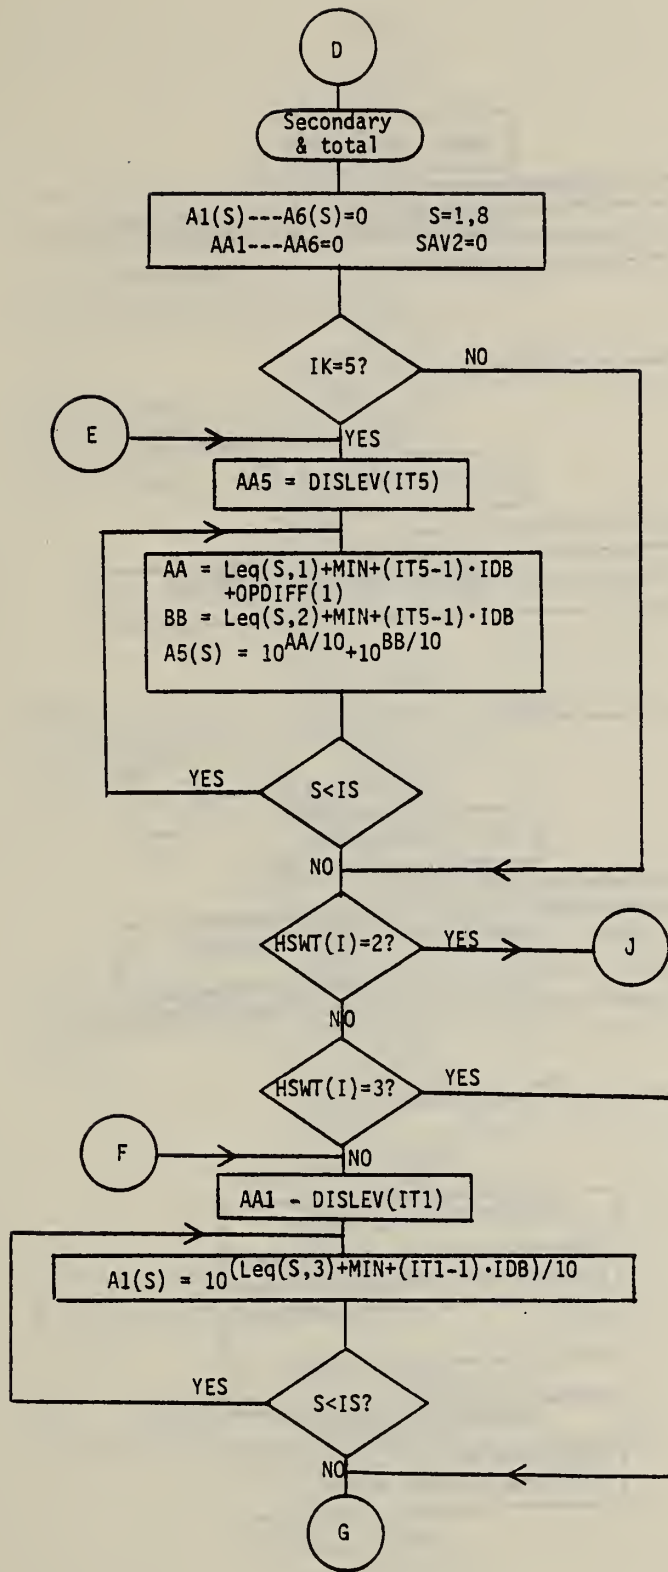 D
Secondary
& total
A1(S)---A6(S)=0 S=1,8
AA1---AA6=0 SAV2=0
IK=5?
NO
E
YES
AA5 = DISLEV(IT5)
AA = Leq(S,1)+MIN+(IT5-1)·IDB
+OPDIFF(1)
BB = Leq(S,2)+MIN+(IT5-1)·IDB
A5(S) = 10^AA/10+10^BB/10
YES
S<IS
NO
HSWT(I)=2?
YES
J
NO
HSWT(I)=3?
YES
F
NO
AA1 - DISLEV(IT1)
A1(S) = 10^(Leq(S,3)+MIN+(IT1-1)·IDB)/10
YES
S<IS?
NO
G